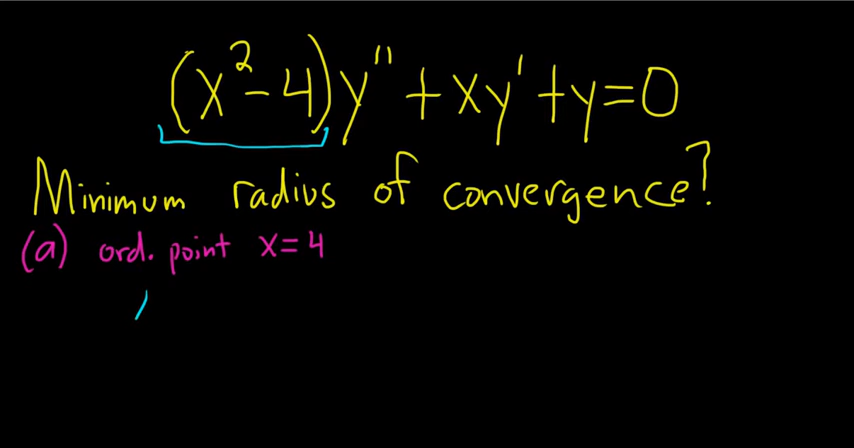 (x²-4)y''+xy'+y=0
Minimum radius of convergence?
(a) ord. point x=4